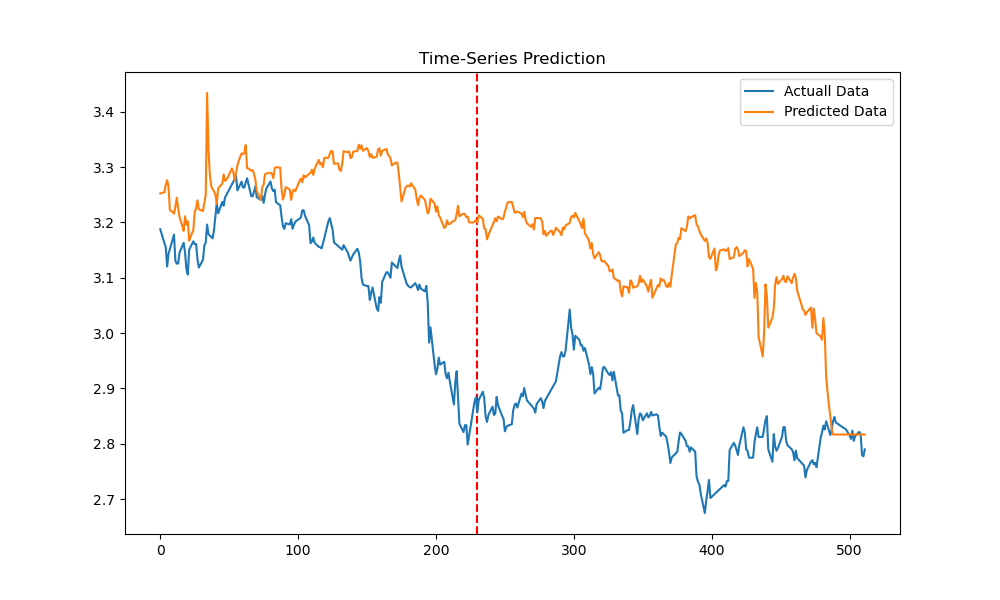 Time-Series Prediction
Actuall Data
Predicted Data
3.4
3.3
3.2
3.1
3.0
2.9
2.8
2.7
0 100 200 300 400 500